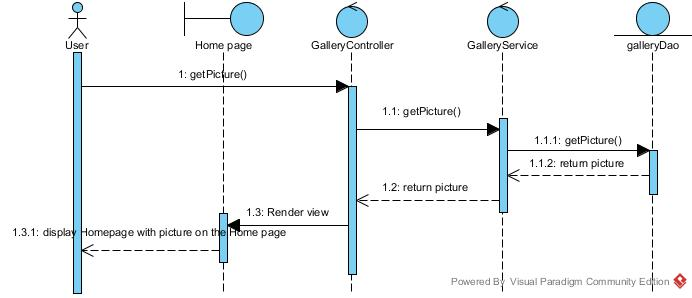 User
Home page
GalleryController
GalleryService
galleryDao
1: getPicture()
1.1: getPicture()
1.1.1: getPicture()
1.1.2: return picture
1.2: return picture
1.3: Render view
1.3.1: display Homepage with picture on the Home page
Powered By Visual Paradigm Community Edition